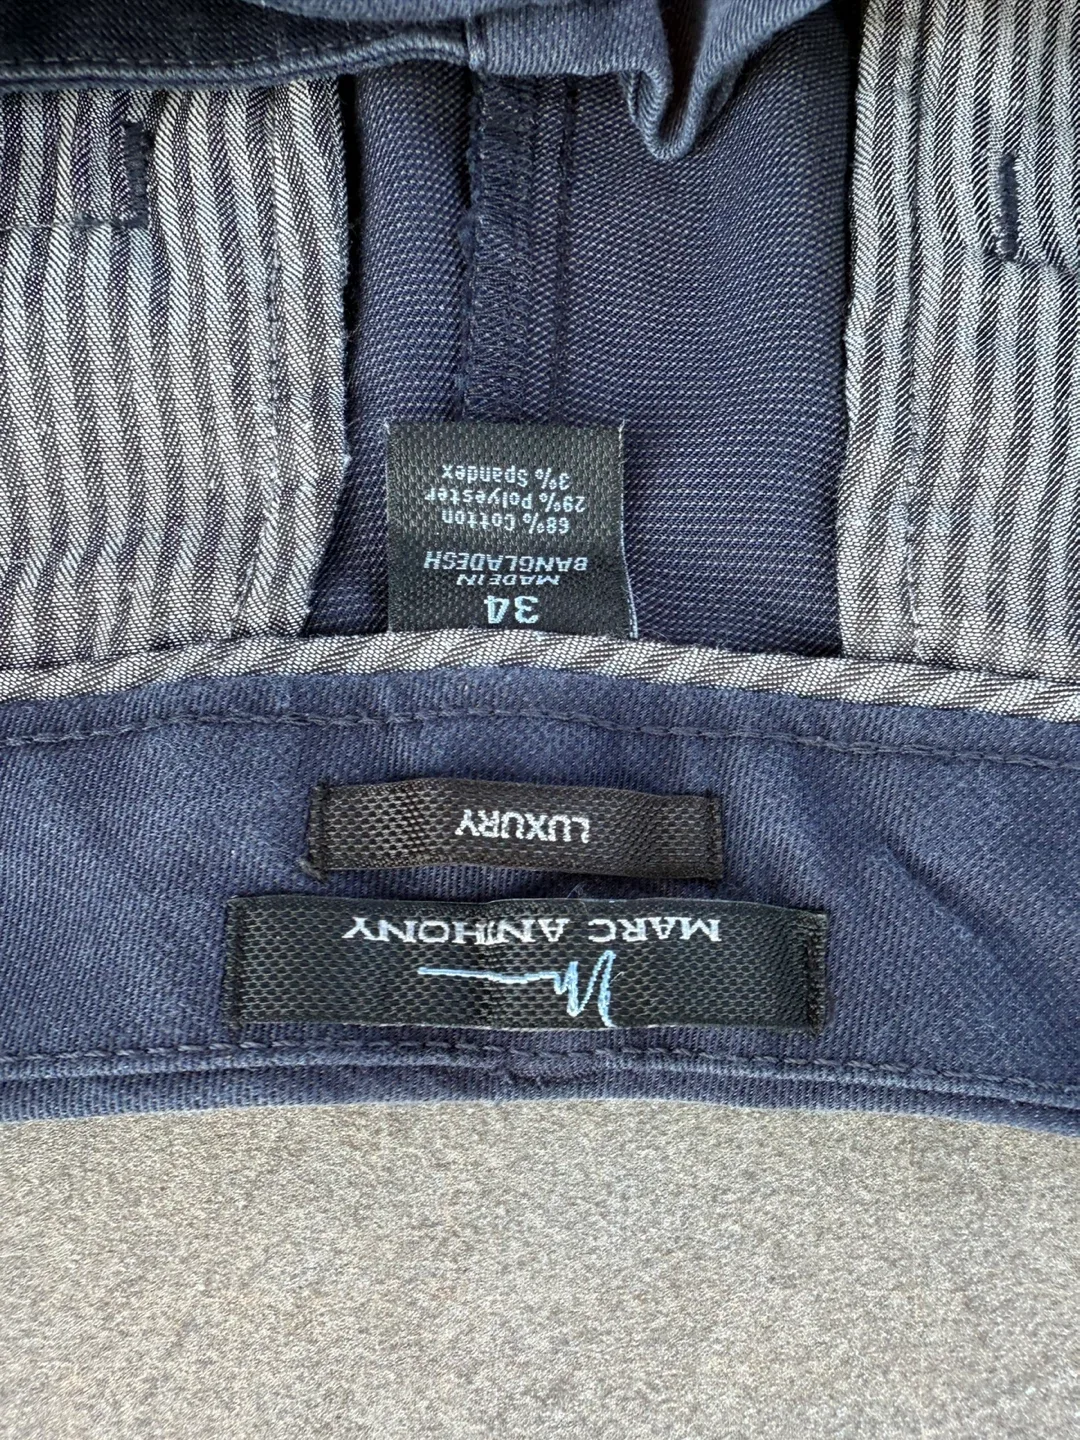 MARC ANTHONY
LUXURY
34
MADE IN
BANGLADESH
68% Cotton
29% Polyester
3% Spandex